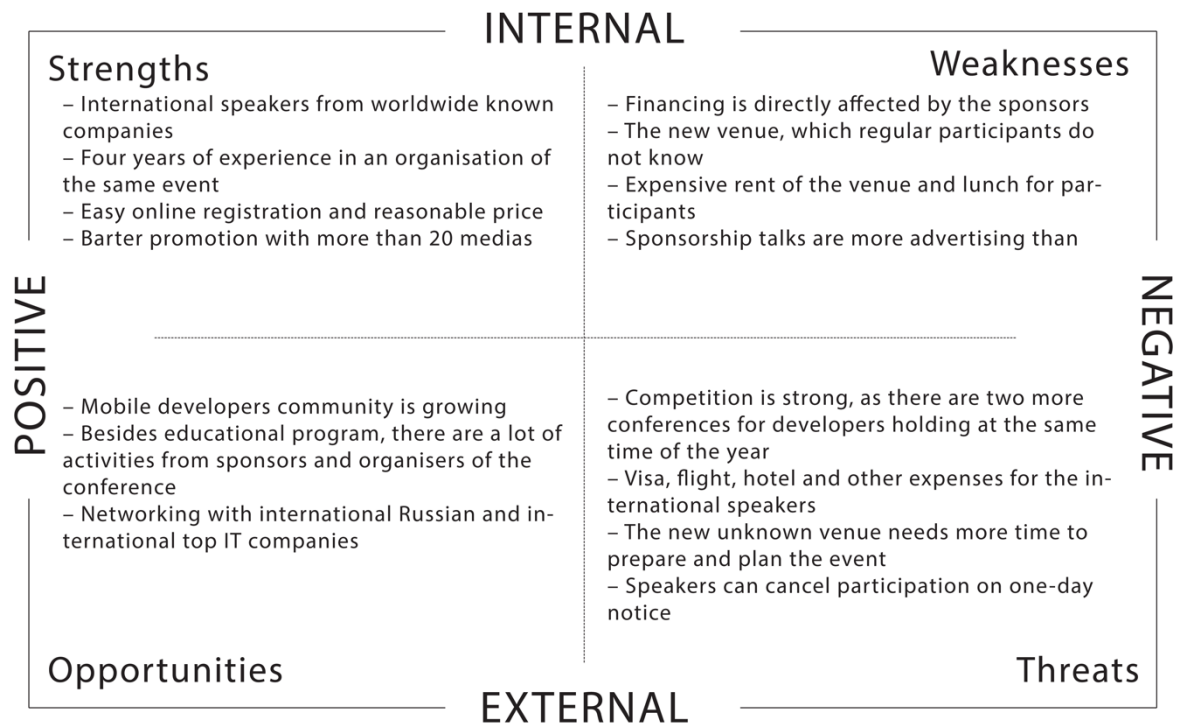 INTERNAL
Strengths
– International speakers from worldwide known
companies
– Four years of experience in an organisation of
the same event
– Easy online registration and reasonable price
– Barter promotion with more than 20 medias
Weaknesses
– Financing is directly affected by the sponsors
– The new venue, which regular participants do
not know
– Expensive rent of the venue and lunch for par-
ticipants
– Sponsorship talks are more advertising than
POSITIVE
NEGATIVE
– Mobile developers community is growing
– Besides educational program, there are a lot of
activities from sponsors and organisers of the
conference
– Networking with international Russian and in-
ternational top IT companies
Opportunities
– Competition is strong, as there are two more
conferences for developers holding at the same
time of the year
– Visa, flight, hotel and other expenses for the in-
ternational speakers
– The new unknown venue needs more time to
prepare and plan the event
– Speakers can cancel participation on one-day
notice
Threats
EXTERNAL